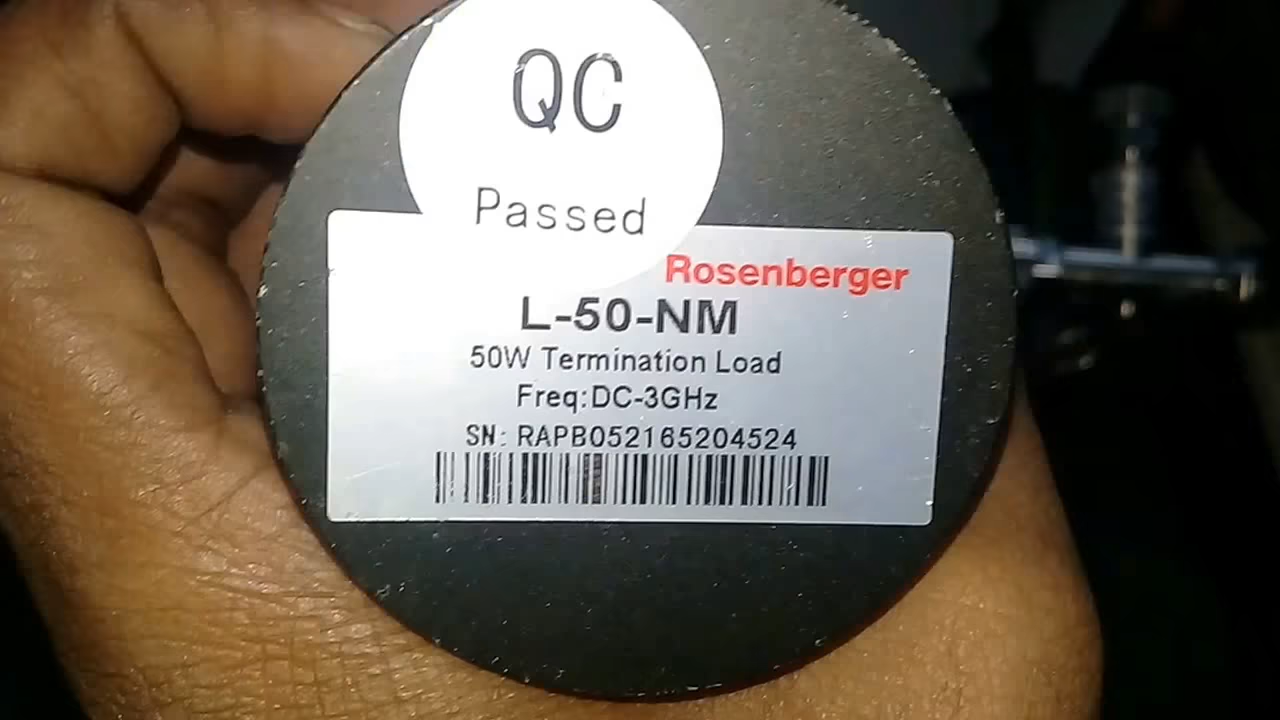 QC
Passed
Rosenberger
L-50-NM
50W Termination Load
Freq:DC-3GHz
SN: RAPB052165204524